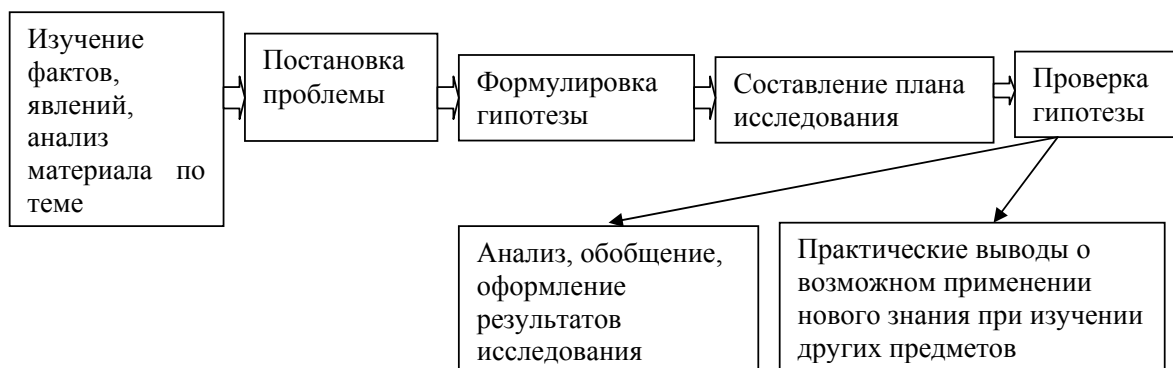 Изучение
фактов,
явлений,
анализ
материала по
теме
Постановка
проблемы
Формулировка
гипотезы
Составление плана
исследования
Проверка
гипотезы
Анализ, обобщение,
оформление
результатов
исследования
Практические выводы о
возможном применении
нового знания при изучении
других предметов